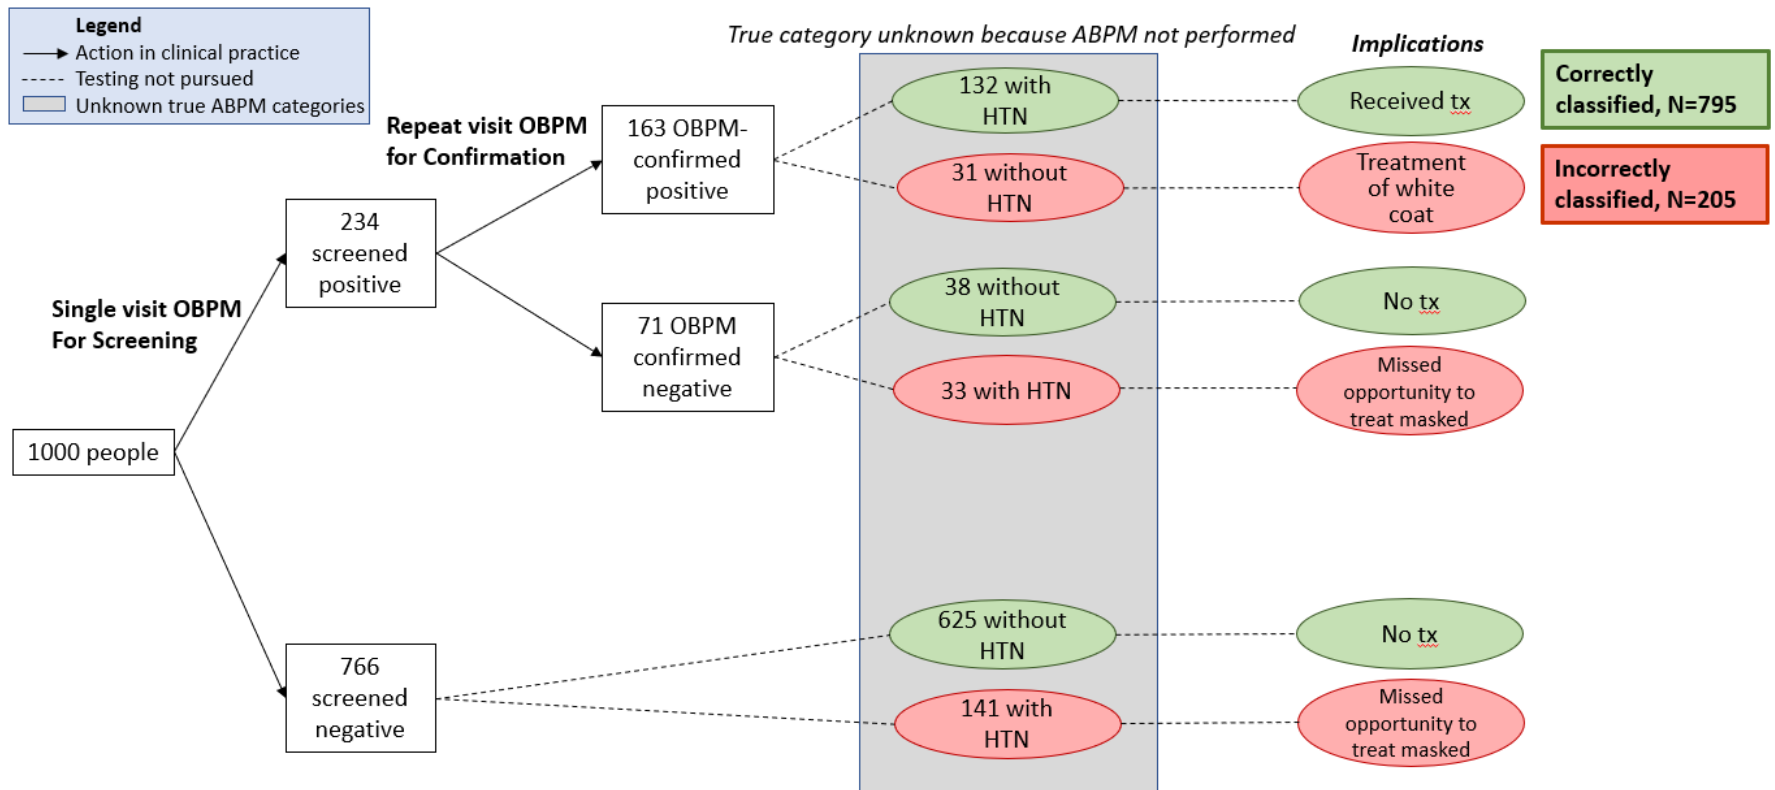 Legend
Action in clinical practice
Testing not pursued
Unknown true ABPM categories
True category unknown because ABPM not performed
Implications
Correctly
classified, N=795
Incorrectly
classified, N=205
Single visit OBPM
For Screening
Repeat visit OBPM
for Confirmation
1000 people
234
screened
positive
766
screened
negative
163 OBPM-
confirmed
positive
71 OBPM
confirmed
negative
132 with
HTN
Received tx
31 without
HTN
Treatment
of white
coat
38 without
HTN
No tx
33 with HTN
Missed
opportunity to
treat masked
625 without
HTN
No tx
141 with
HTN
Missed
opportunity to
treat masked